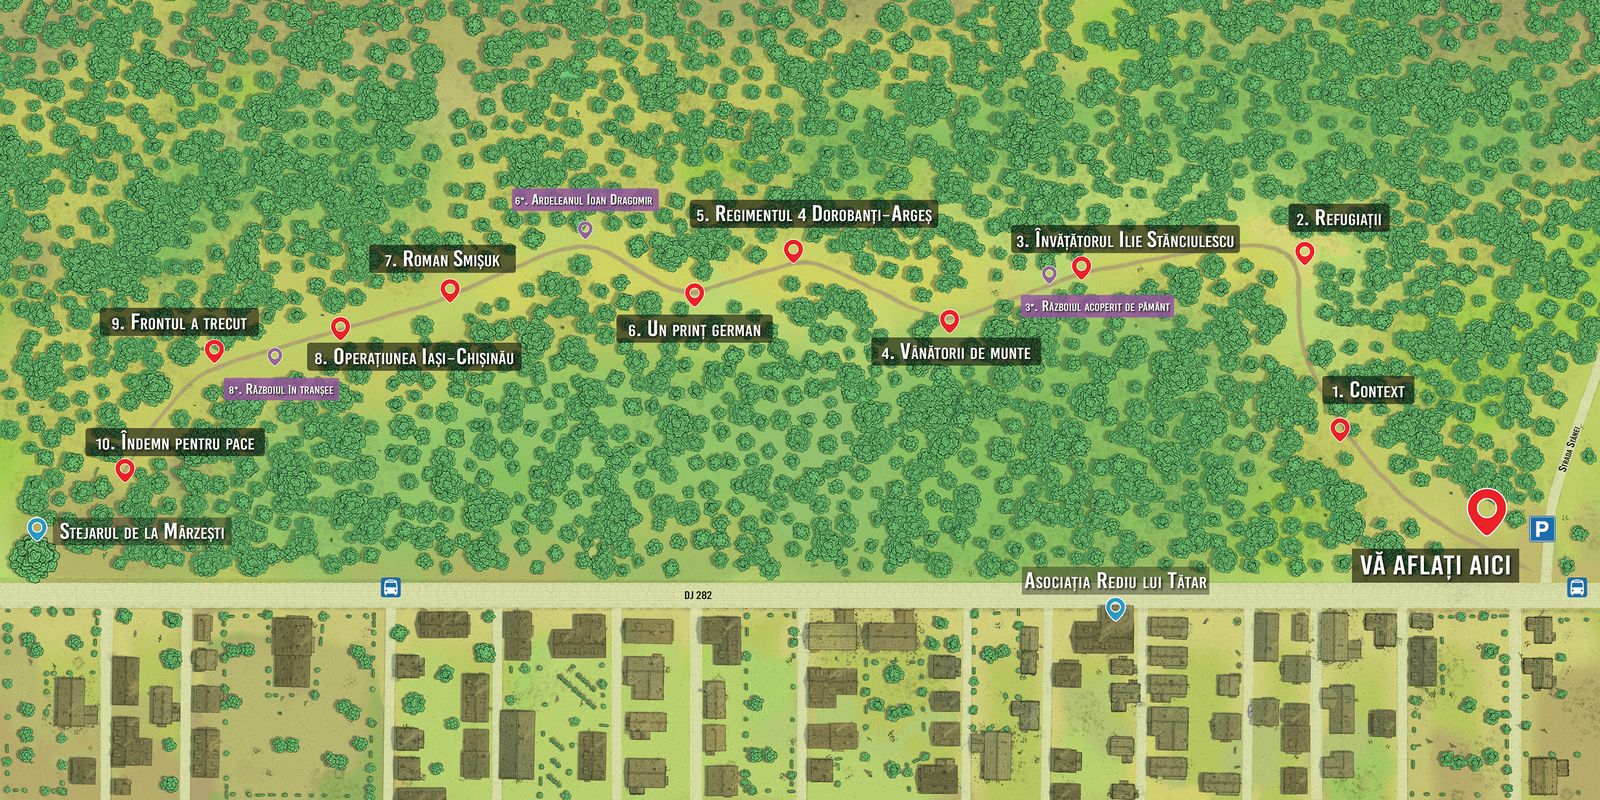 6*. Ardeleanul Ioan Dragomir
5. Regimentul 4 Dorobanți-Argeș
2. Refugiații
3. Învățătorul Ilie Stănciulescu
7. Roman Smișuk
3*. Războiul acoperit de pământ
9. Frontul a trecut
6. Un prinț german
4. Vânătorii de munte
8. Operațiunea Iași-Chișinău
8*. Războiul în tranșee
1. Context
10. Îndemn pentru pace
Strada Stânei
Stejarul de la Mârzești
P
VĂ AFLAȚI AICI
Asociația Rediu lui Tătar
DJ 282